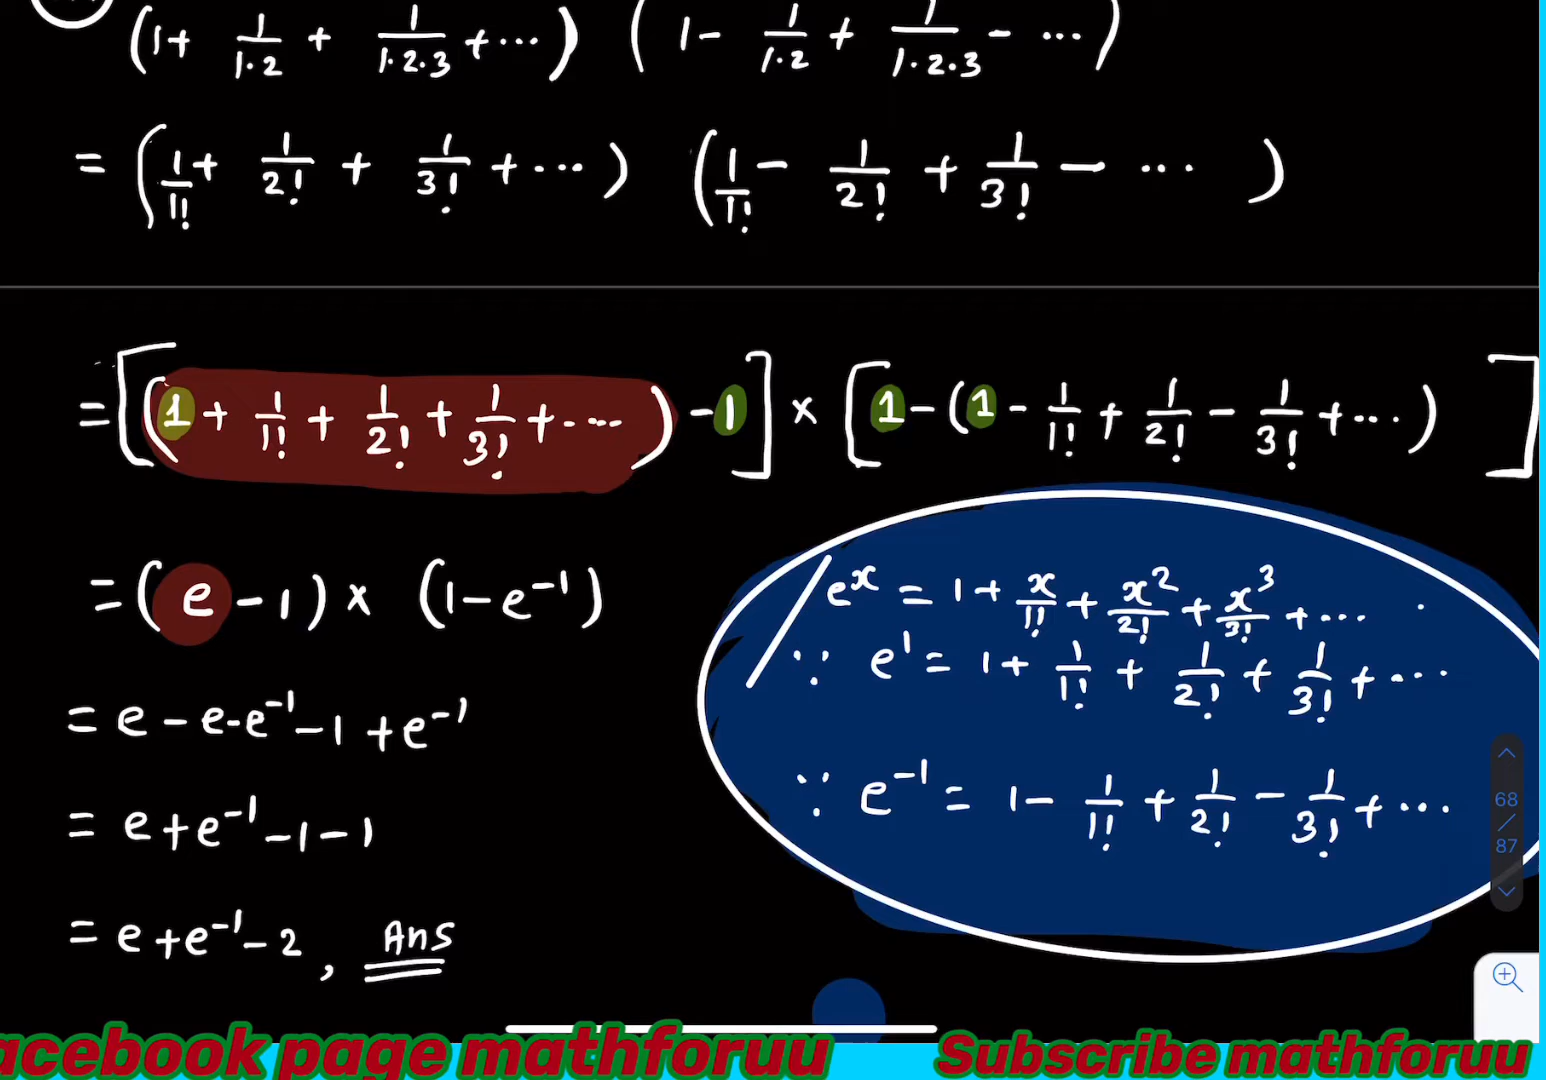 (1+ 1/1·2 + 1/1·2·3 +···) (1- 1/1·2 + 1/1·2·3 - ···)
= (1/1! + 1/2! + 1/3! +···) (1/1! - 1/2! + 1/3! - ···)
= [(1 + 1/1! + 1/2! + 1/3! +····) -1] × [1-(1 - 1/1! + 1/2! - 1/3! +···)]
= (e-1) × (1-e⁻¹)
= e - e-e⁻¹ -1 +e⁻¹
= e+e⁻¹ -1-1
= e+e⁻¹-2, Ans
/eˣ = 1+ x/1! + x²/2! + x³/3! +···
∵ e¹ = 1+ 1/1! + 1/2! + 1/3! +···
∵ e⁻¹ = 1- 1/1! + 1/2! - 1/3! +···
68
/
87
acebook page mathforuu
Subscribe mathforuu